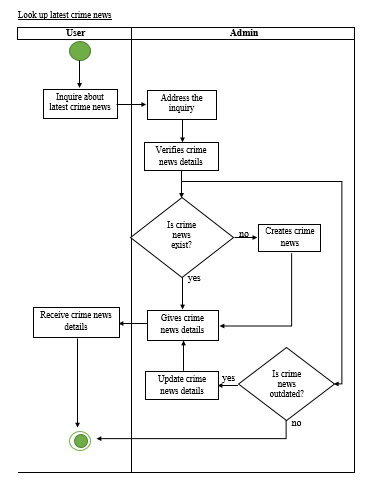 Look up latest crime news
User
Admin
Inquire about
latest crime news
Address the
inquiry
Verifies crime
news details
Is crime
news
exist?
no
Creates crime
news
yes
Receive crime news
details
Gives crime
news details
Update crime
news details
yes
Is crime
news
outdated?
no